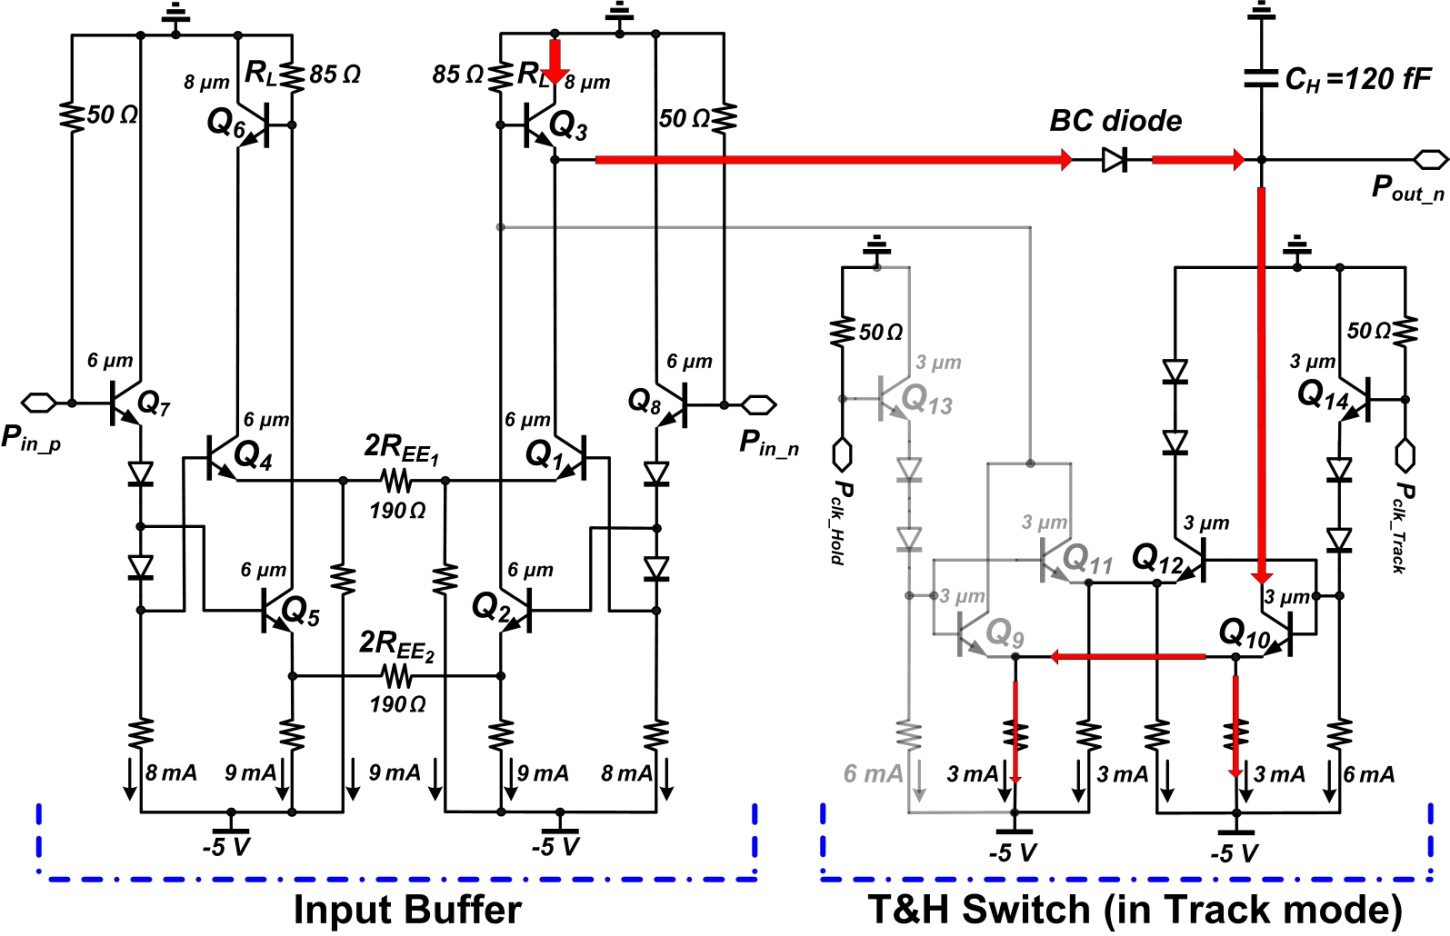 8 μm
R_L
85 Ω
85 Ω
R_L
8 μm
C_H =120 fF
50 Ω
Q6
Q3
50 Ω
BC diode
P_out_n
50 Ω
50 Ω
6 μm
6 μm
3 μm
3 μm
Q7
Q8
Q13
Q14
P_in_p
6 μm
6 μm
P_in_n
Q4
2R_EE1
Q1
190 Ω
P_clk_Hold
P_clk_Track
3 μm
3 μm
Q11
Q12
6 μm
6 μm
3 μm
3 μm
Q5
Q2
Q9
Q10
2R_EE2
190 Ω
8 mA
9 mA
9 mA
9 mA
8 mA
6 mA
3 mA
3 mA
3 mA
6 mA
-5 V
-5 V
-5 V
-5 V
Input Buffer
T&H Switch (in Track mode)